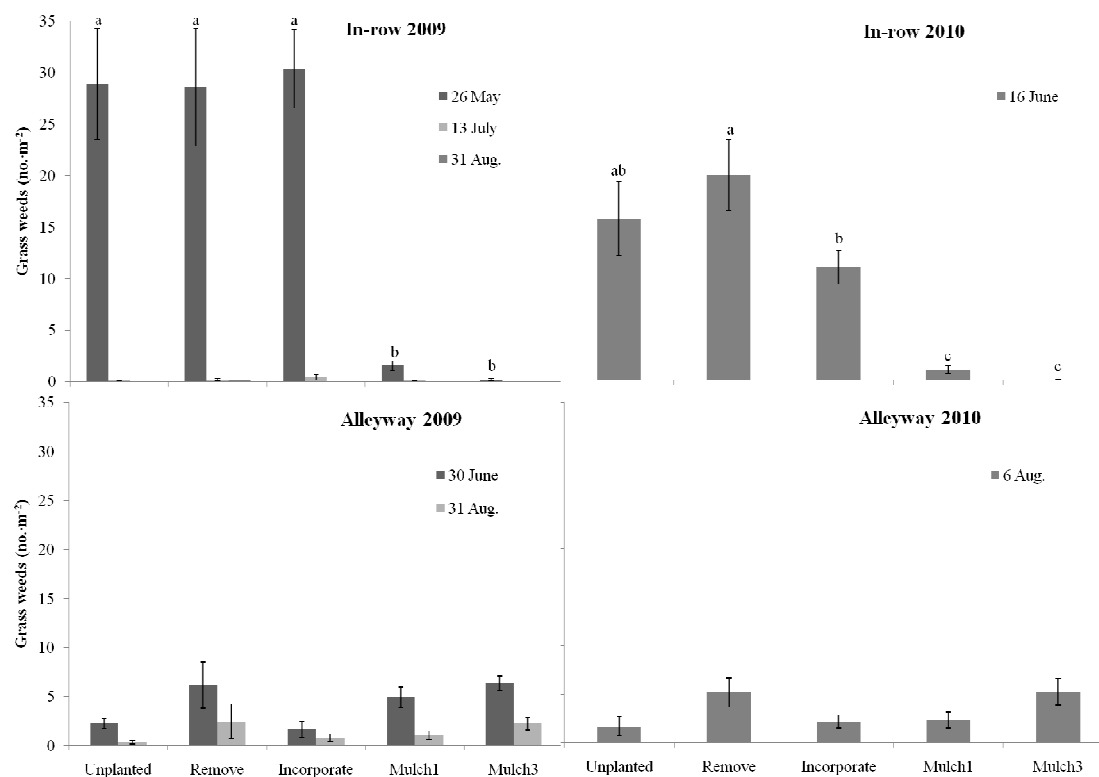 In-row 2009
35
30
25
20
15
10
5
0
Grass weeds (no.·m-2)
a a a b b
26 May
13 July
31 Aug.
In-row 2010
16 June
ab a b c c
Alleyway 2009
35
30
25
20
15
10
5
0
Grass weeds (no.·m-2)
30 June
31 Aug.
Unplanted Remove Incorporate Mulch1 Mulch3
Alleyway 2010
6 Aug.
Unplanted Remove Incorporate Mulch1 Mulch3